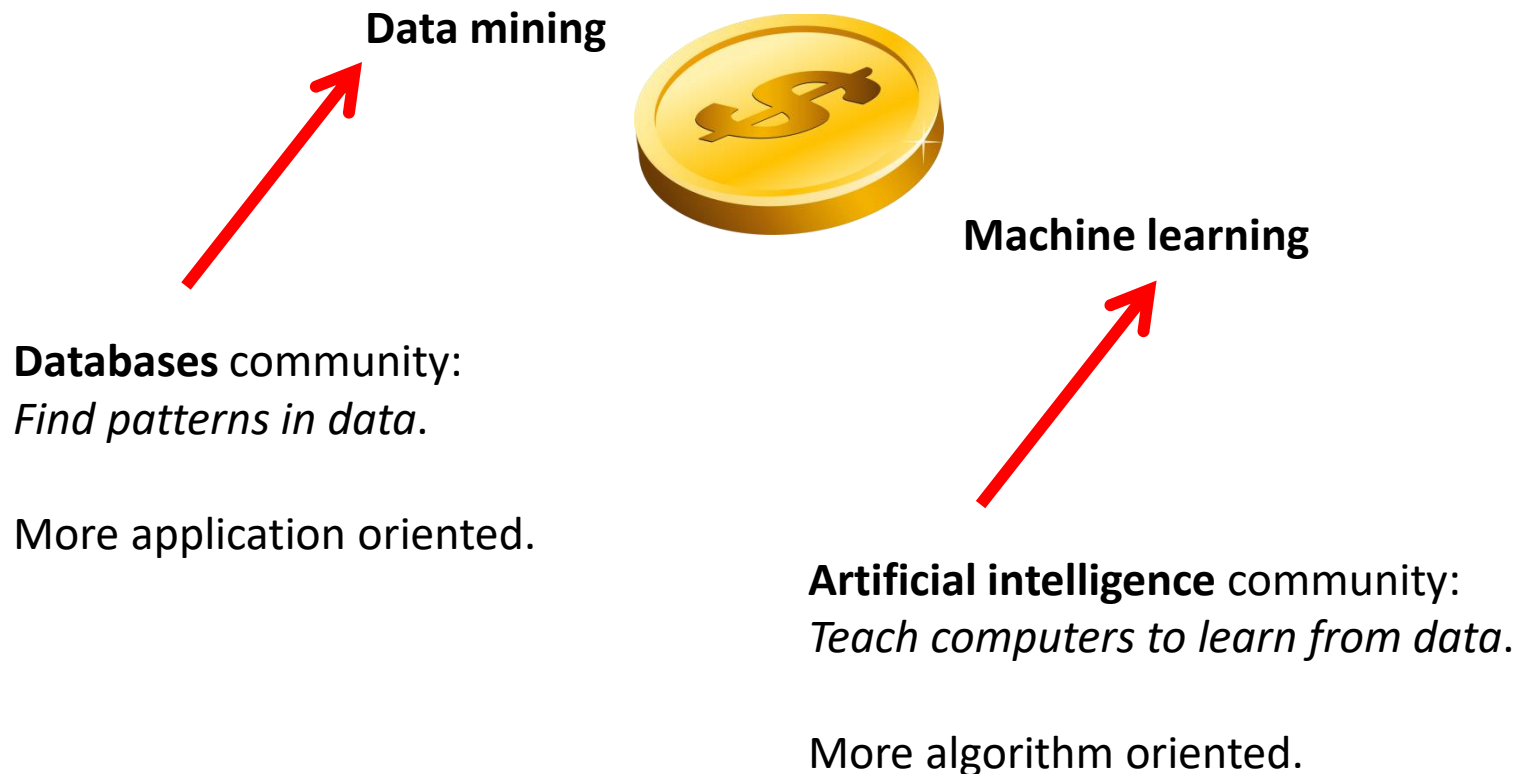 Data mining
Machine learning
Databases community:
Find patterns in data.
More application oriented.
Artificial intelligence community:
Teach computers to learn from data.
More algorithm oriented.